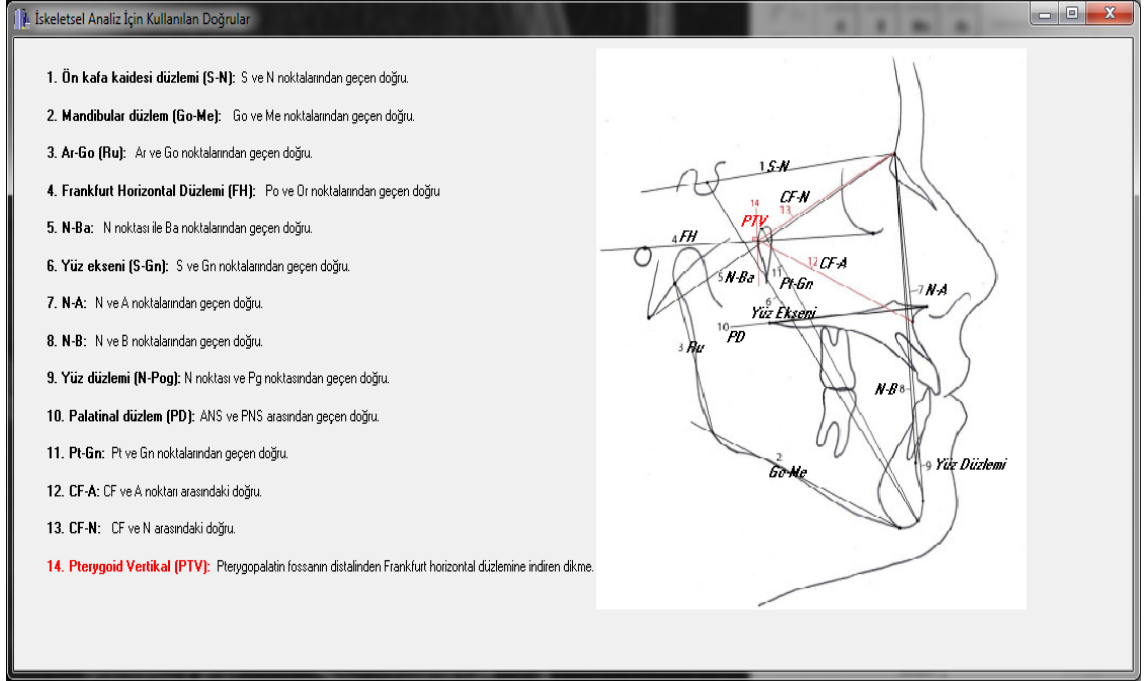 İskeletsel Analiz İçin Kullanılan Doğrular
1. Ön kafa kaidesi düzlemi (S-N): S ve N noktalarından geçen doğru.
2. Mandibular düzlem (Go-Me): Go ve Me noktalarından geçen doğru.
3. Ar-Go (Ru): Ar ve Go noktalarından geçen doğru.
4. Frankfurt Horizontal Düzlemi (FH): Po ve Or noktalarından geçen doğru
5. N-Ba: N noktası ile Ba noktalarından geçen doğru.
6. Yüz ekseni (S-Gn): S ve Gn noktalarından geçen doğru.
7. N-A: N ve A noktalarından geçen doğru.
8. N-B: N ve B noktalarından geçen doğru.
9. Yüz düzlemi (N-Pog): N noktası ve Pg noktasından geçen doğru.
10. Palatinal düzlem (PD): ANS ve PNS arasından geçen doğru.
11. Pt-Gn: Pt ve Gn noktalarından geçen doğru.
12. CF-A: CF ve A noktarı arasındaki doğru.
13. CF-N: CF ve N arasındaki doğru.
14. Pterygoid Vertikal (PTV): Pterygopalatin fossanın distalinden Frankfurt horizontal düzlemine indiren dikme.
1 S-N
CF-N
13
14
PTV
4 FH
12 CF-A
5 N-Ba
11 Pt-Gn
6
Yüz Ekseni
7 N-A
10 PD
3 Ru
N-B 8
2
Go-Me
9 Yüz Düzlemi